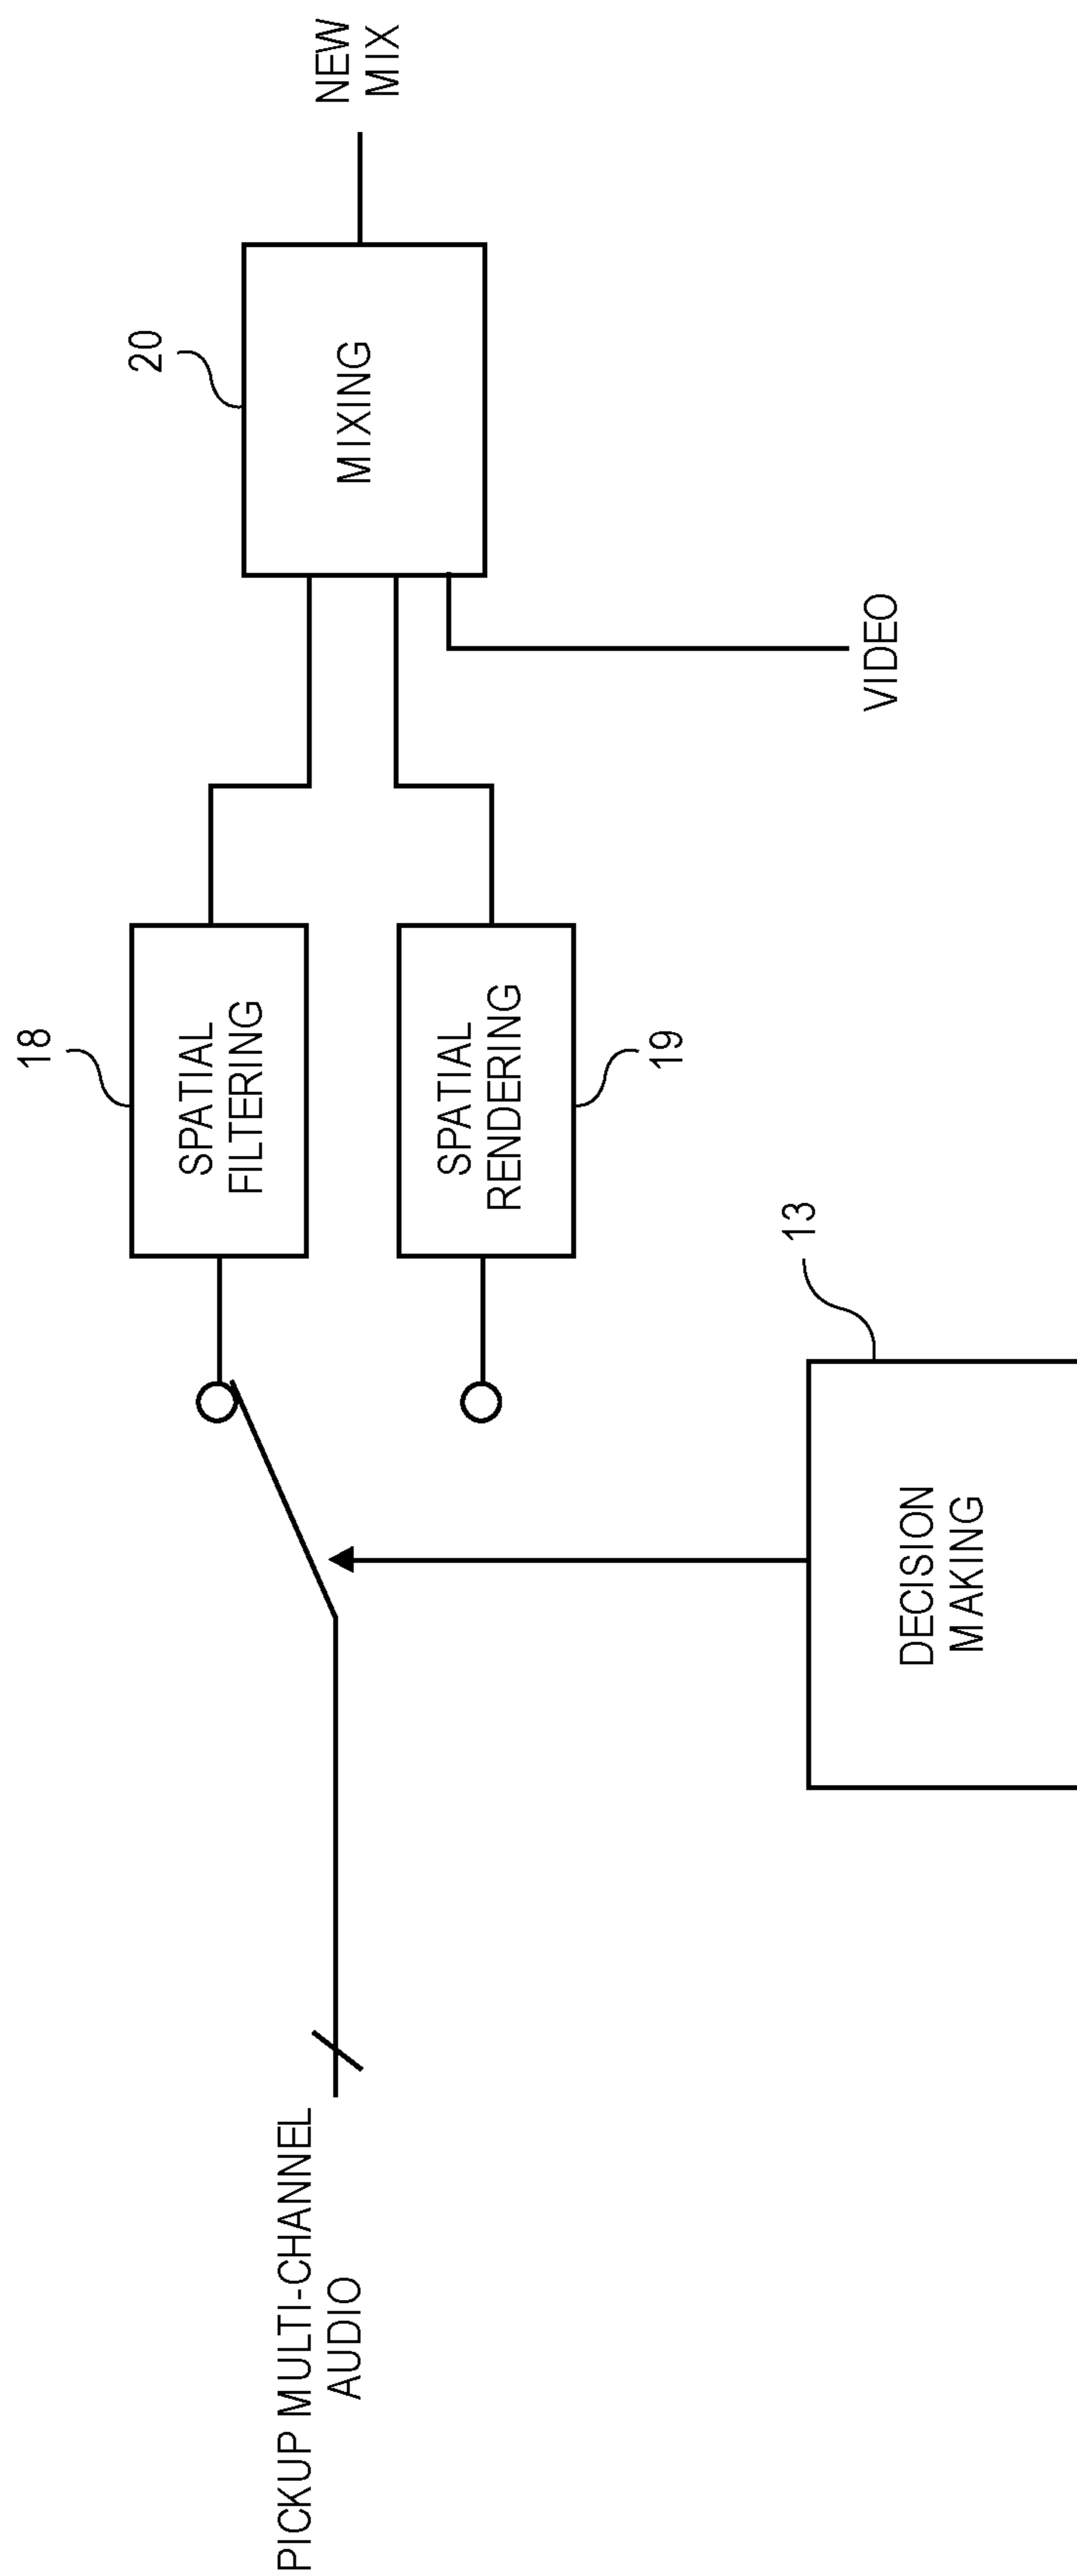 PICKUP MULTI-CHANNEL
AUDIO
18
SPATIAL
FILTERING
SPATIAL
RENDERING
19
20
MIXING
NEW
MIX
VIDEO
13
DECISION
MAKING